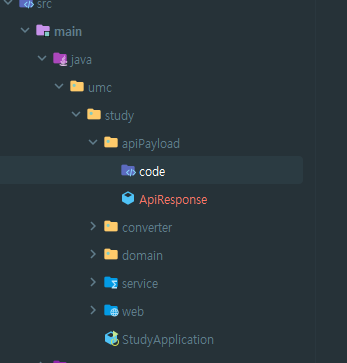 src
main
java
umc
study
apiPayload
code
ApiResponse
converter
domain
service
web
StudyApplication